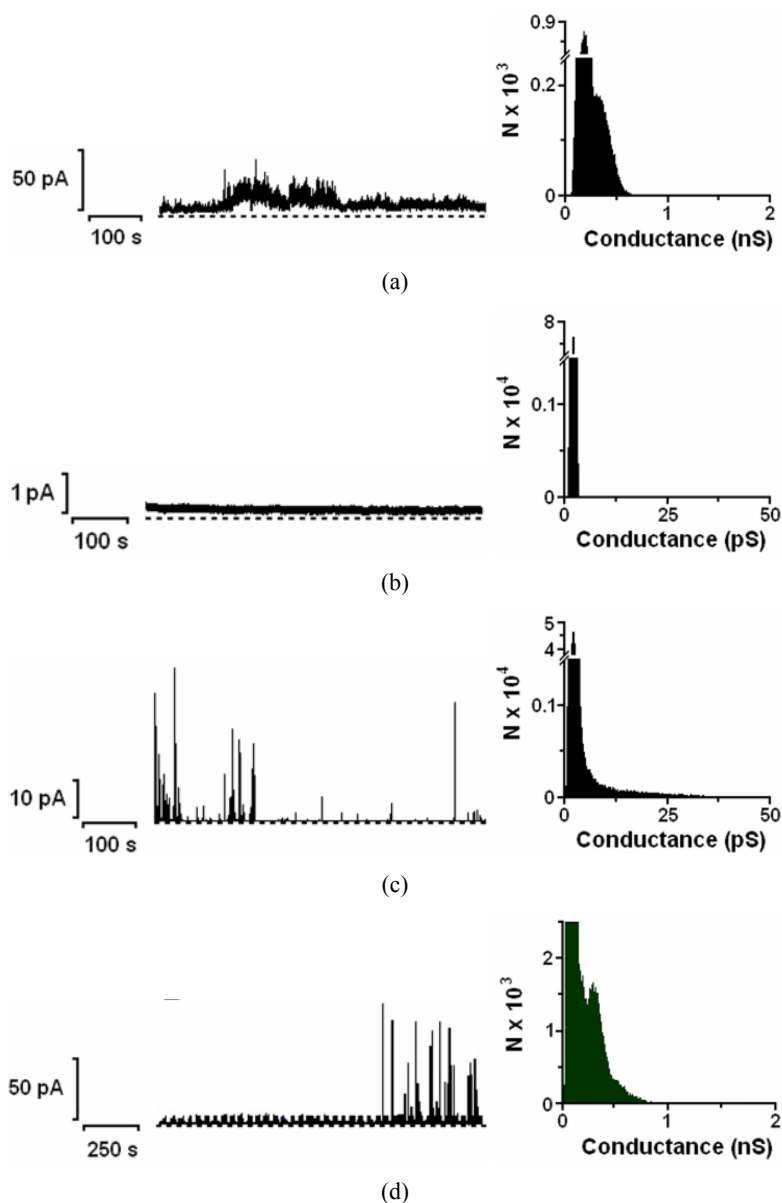 0.9
0.2
0
N x 10³
50 pA
100 s
0 1 2
Conductance (nS)
(a)
8
0.1
0
N x 10⁴
1 pA
100 s
0 25 50
Conductance (pS)
(b)
5
4
0.1
0
N x 10⁴
10 pA
100 s
0 25 50
Conductance (pS)
(c)
2
1
0
N x 10³
50 pA
250 s
0 1 2
Conductance (nS)
(d)